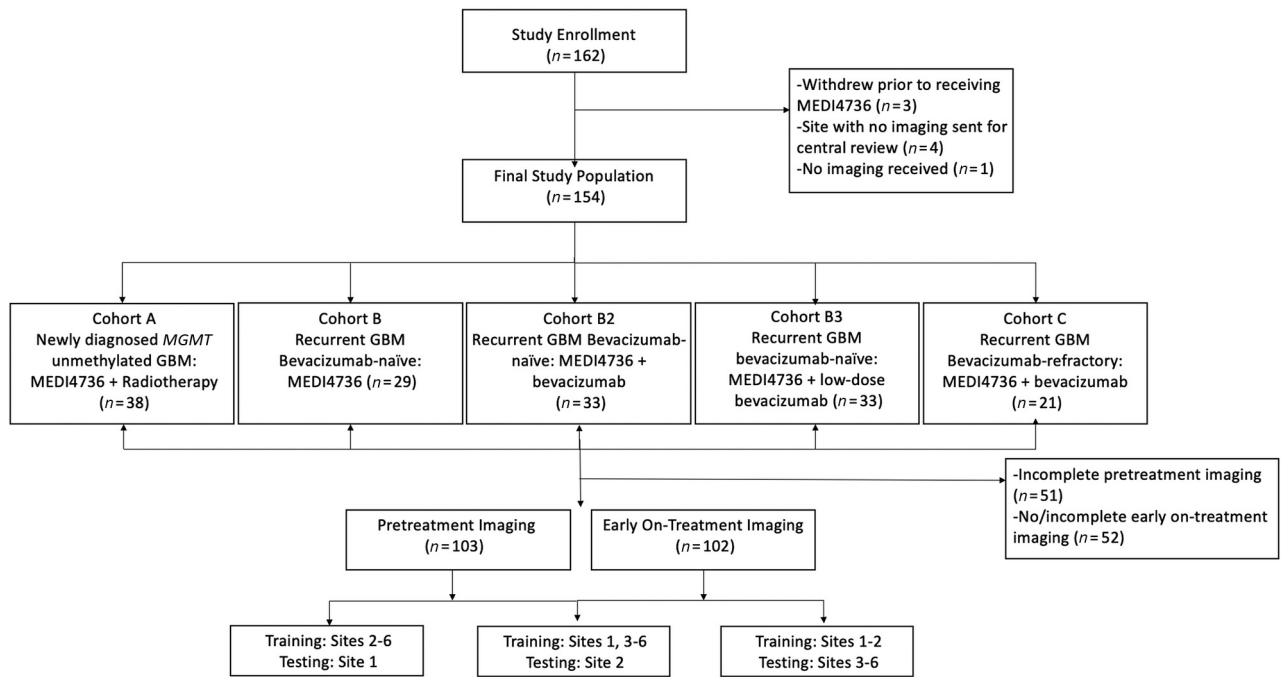 Study Enrollment
(n=162)
-Withdrew prior to receiving
MEDI4736 (n=3)
-Site with no imaging sent for
central review (n=4)
-No imaging received (n=1)
Final Study Population
(n=154)
Cohort A
Newly diagnosed MGMT
unmethylated GBM:
MEDI4736 + Radiotherapy
(n=38)
Cohort B
Recurrent GBM
Bevacizumab-naïve:
MEDI4736 (n=29)
Cohort B2
Recurrent GBM Bevacizumab-
naïve: MEDI4736 +
bevacizumab
(n=33)
Cohort B3
Recurrent GBM
bevacizumab-naïve:
MEDI4736 + low-dose
bevacizumab (n=33)
Cohort C
Recurrent GBM
Bevacizumab-refractory:
MEDI4736 + bevacizumab
(n=21)
-Incomplete pretreatment imaging
(n=51)
-No/incomplete early on-treatment
imaging (n=52)
Pretreatment Imaging
(n=103)
Early On-Treatment Imaging
(n=102)
Training: Sites 2-6
Testing: Site 1
Training: Sites 1, 3-6
Testing: Site 2
Training: Sites 1-2
Testing: Sites 3-6